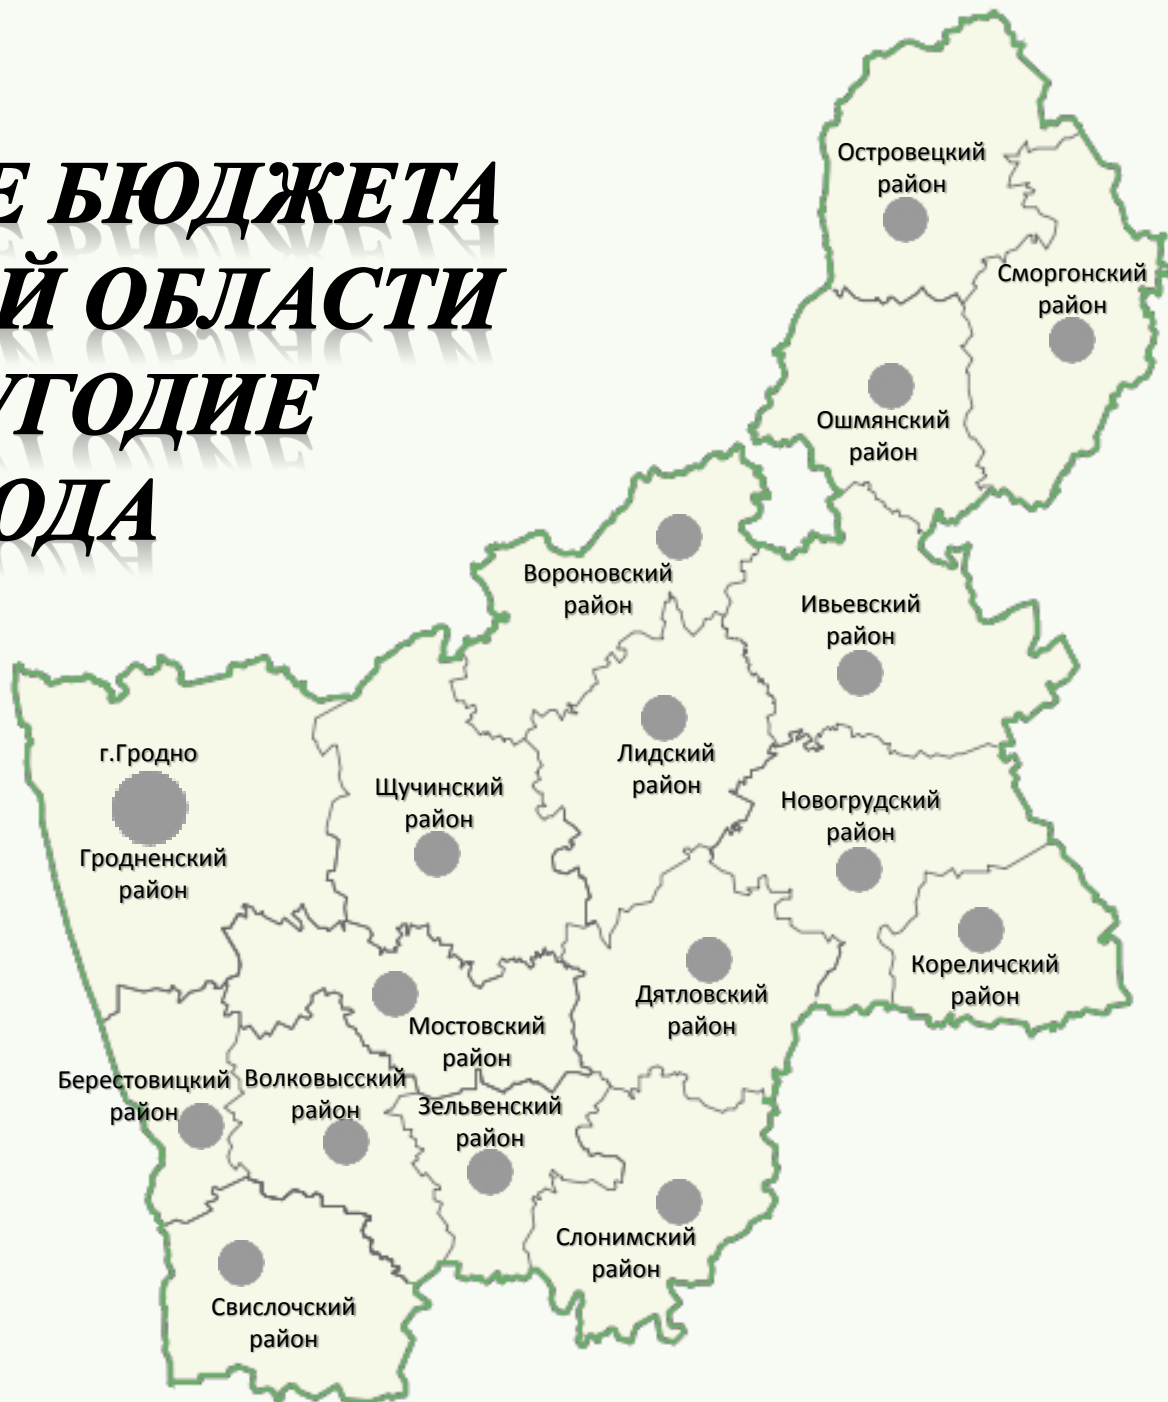 Е БЮДЖЕТА
Й ОБЛАСТИ
УГОДИЕ
ОДА
Островецкий
район
Сморгонский
район
Ошмянский
район
Вороновский
район
Ивьевский
район
г.Гродно
Гродненский
район
Щучинский
район
Лидский
район
Новогрудский
район
Кореличский
район
Дятловский
район
Мостовский
район
Берестовицкий
район
Волковысский
район
Зельвенский
район
Слонимский
район
Свислочский
район